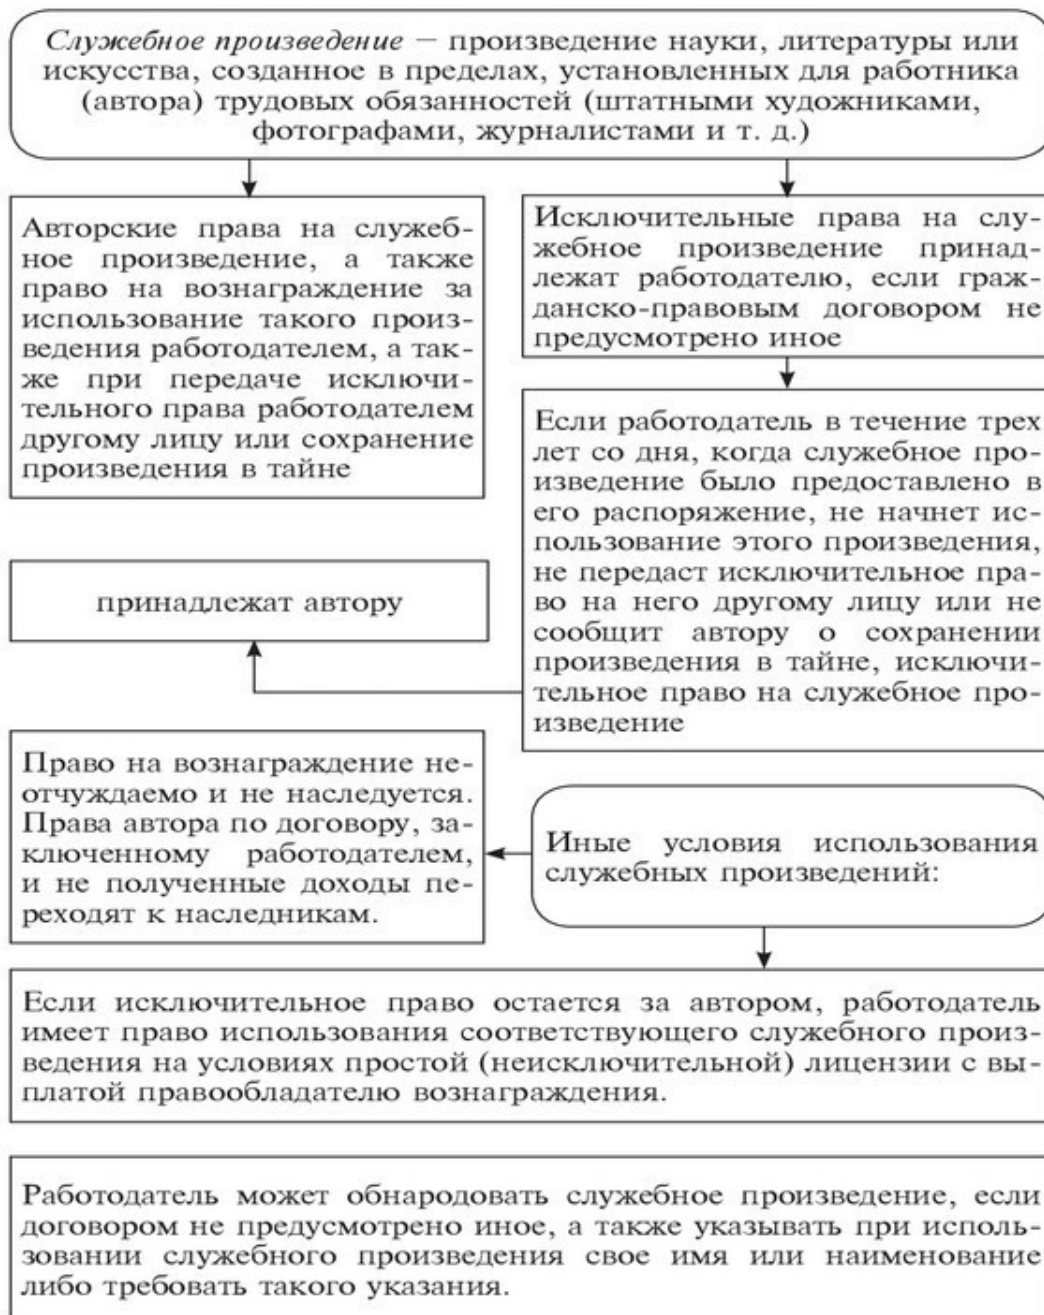 Служебное произведение – произведение науки, литературы или
искусства, созданное в пределах, установленных для работника
(автора) трудовых обязанностей (штатными художниками,
фотографами, журналистами и т. д.)
Авторские права на служеб-
ное произведение, а также
право на вознаграждение за
использование такого произ-
ведения работодателем, а так-
же при передаче исключи-
тельного права работодателем
другому лицу или сохранение
произведения в тайне
Исключительные права на слу-
жебное произведение принад-
лежат работодателю, если граж-
данско-правовым договором не
предусмотрено иное
Если работодатель в течение трех
лет со дня, когда служебное про-
изведение было предоставлено в
его распоряжение, не начнет ис-
пользование этого произведения,
не передаст исключительное пра-
во на него другому лицу или не
сообщит автору о сохранении
произведения в тайне, исключи-
тельное право на служебное про-
изведение
принадлежат автору
Право на вознаграждение не-
отчуждаемо и не наследуется.
Права автора по договору, за-
ключенному работодателем,
и не полученные доходы пе-
реходят к наследникам.
Иные условия использования
служебных произведений:
Если исключительное право остается за автором, работодатель
имеет право использования соответствующего служебного произ-
ведения на условиях простой (неисключительной) лицензии с вы-
платой правообладателю вознаграждения.
Работодатель может обнародовать служебное произведение, если
договором не предусмотрено иное, а также указывать при исполь-
зовании служебного произведения свое имя или наименование
либо требовать такого указания.